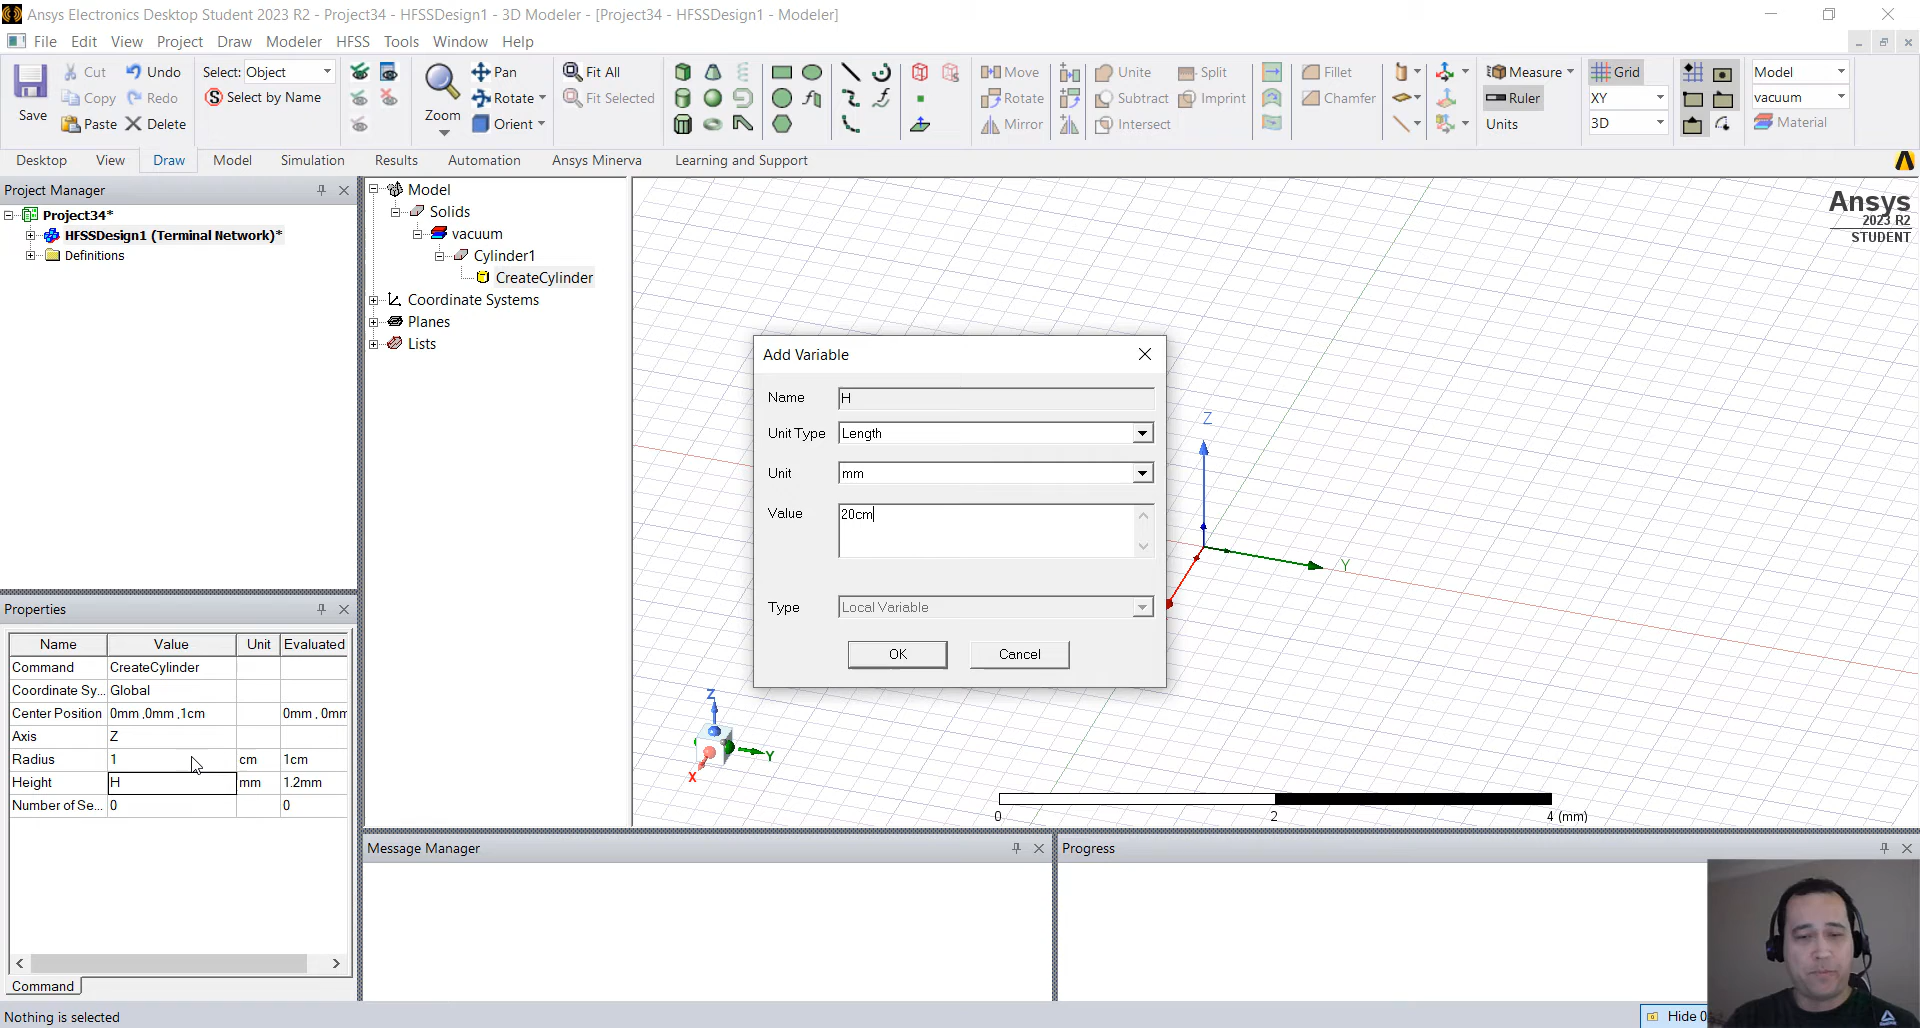 Ansys Electronics Desktop Student 2023 R2 - Project34 - HFSSDesign1 - 3D Modeler - [Project34 - HFSSDesign1 - Modeler]
File Edit View Project Draw Modeler HFSS Tools Window Help
Save
Cut
Copy
Paste
Undo
Redo
Delete
Select: Object
Select by Name
Zoom
Pan
Rotate
Orient
Fit All
Fit Selected
Move
Rotate
Mirror
Unite
Subtract
Intersect
Split
Imprint
Fillet
Chamfer
Measure
Ruler
Units
Grid
XY
3D
Model
vacuum
Material
Desktop View Draw Model Simulation Results Automation Ansys Minerva Learning and Support
Project Manager
Project34*
HFSSDesign1 (Terminal Network)*
Definitions
Model
Solids
vacuum
Cylinder1
CreateCylinder
Coordinate Systems
Planes
Lists
Ansys
2023 R2
STUDENT
Add Variable
Name H
Unit Type Length
Unit mm
Value 20cm
Type Local Variable
OK Cancel
Z
Y
Z
Y
X
0 2 4 (mm)
Properties
Name Value Unit Evaluated
Command CreateCylinder
Coordinate Sy... Global
Center Position 0mm ,0mm ,1cm 0mm , 0mm
Axis Z
Radius 1 cm 1cm
Height H mm 1.2mm
Number of Se... 0 0
Command
Message Manager
Progress
Nothing is selected
Hide 0